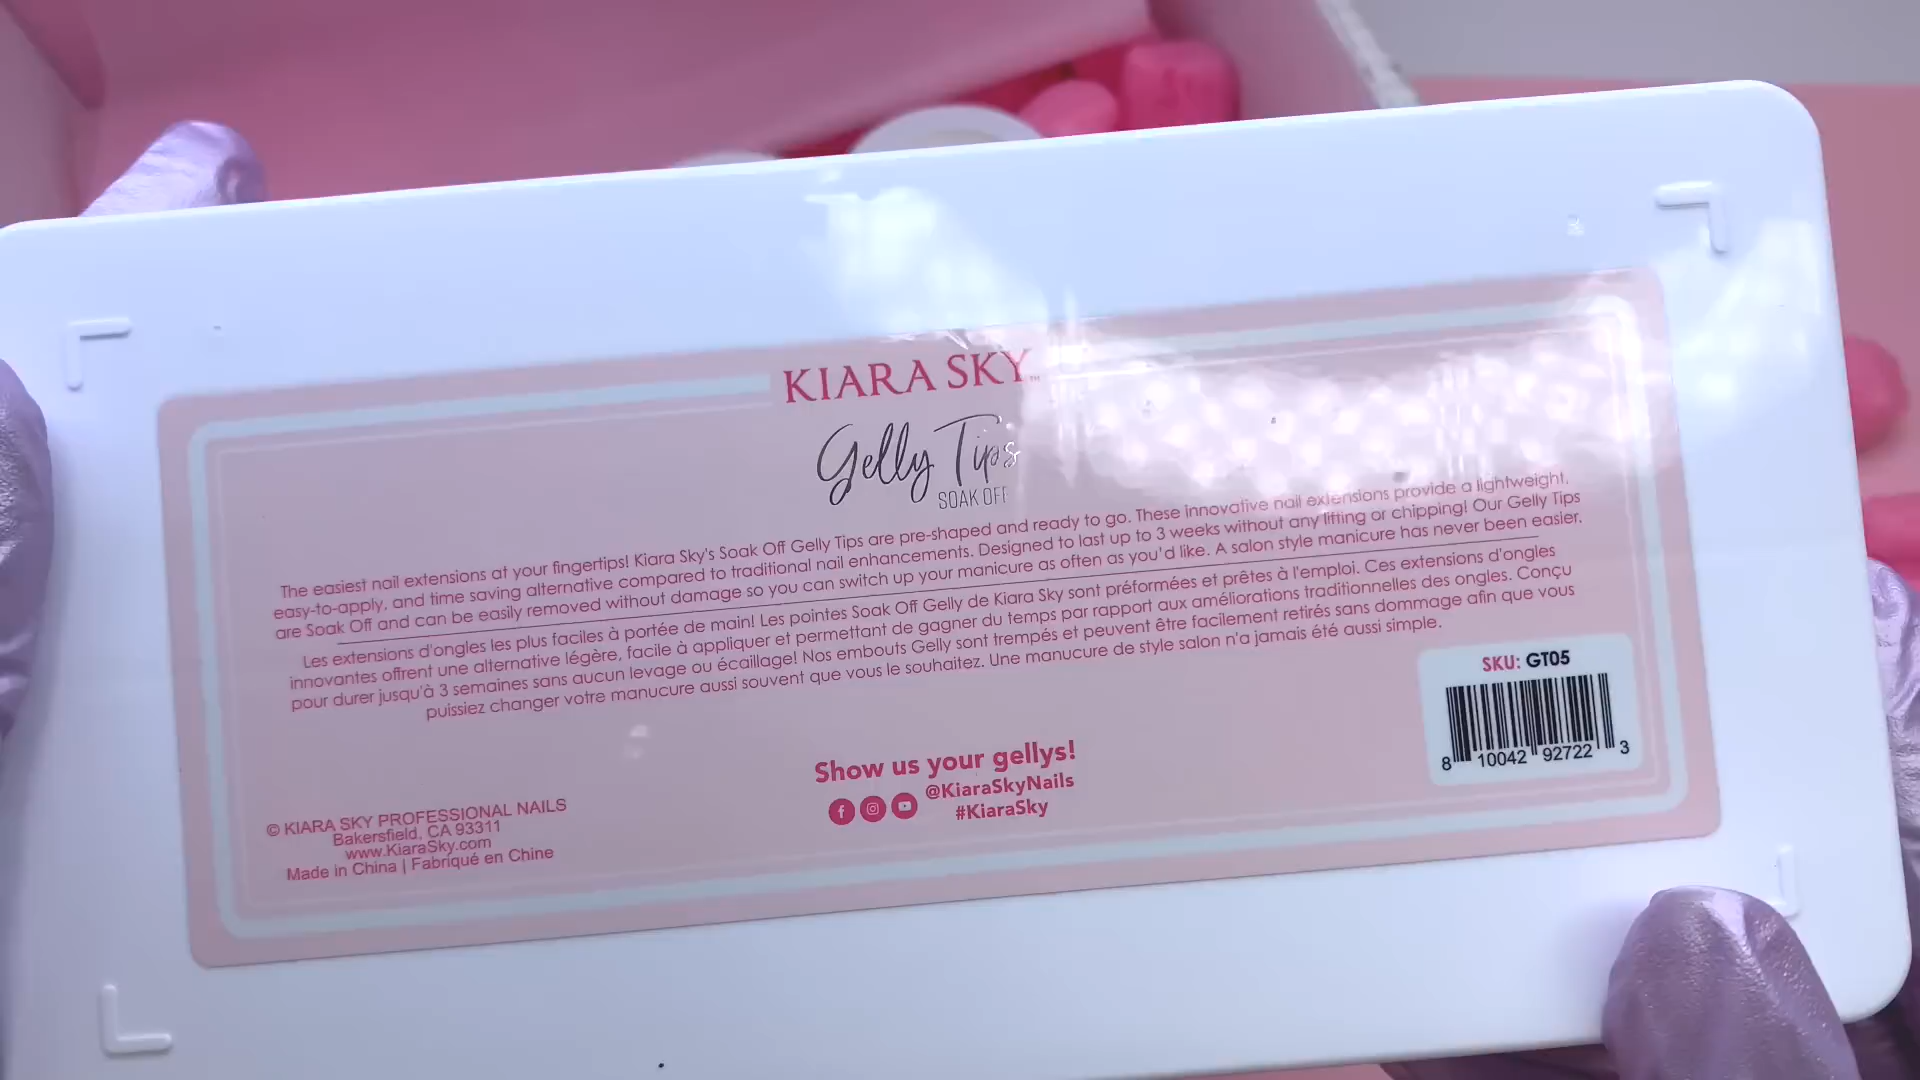 KIARA SKY™
Gelly Tips
SOAK OFF
The easiest nail extensions at your fingertips! Kiara Sky's Soak Off Gelly Tips are pre-shaped and ready to go. These innovative nail extensions provide a lightweight,
easy-to-apply, and time saving alternative compared to traditional nail enhancements. Designed to last up to 3 weeks without any lifting or chipping! Our Gelly Tips
are Soak Off and can be easily removed without damage so you can switch up your manicure as often as you'd like. A salon style manicure has never been easier.
Les extensions d'ongles les plus faciles à portée de main! Les pointes Soak Off Gelly de Kiara Sky sont préformées et prêtes à l'emploi. Ces extensions d'ongles
innovantes offrent une alternative légère, facile à appliquer et permettant de gagner du temps par rapport aux améliorations traditionnelles des ongles. Conçu
pour durer jusqu'à 3 semaines sans aucun levage ou écaillage! Nos embouts Gelly sont trempés et peuvent être facilement retirés sans dommage afin que vous
puissiez changer votre manucure aussi souvent que vous le souhaitez. Une manucure de style salon n'a jamais été aussi simple.
SKU: GT05
8 10042 92722 3
Show us your gellys!
@KiaraSkyNails
#KiaraSky
© KIARA SKY PROFESSIONAL NAILS
Bakersfield, CA 93311
www.KiaraSky.com
Made in China | Fabriqué en Chine